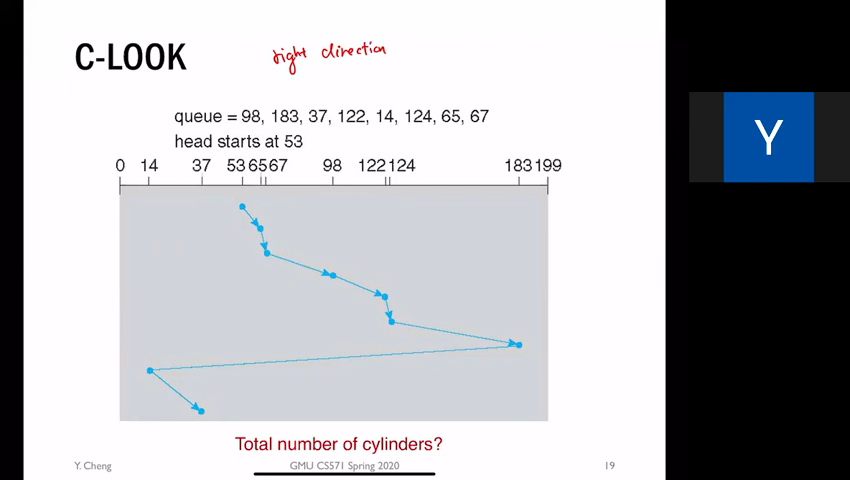 C-LOOK
right direction
queue = 98, 183, 37, 122, 14, 124, 65, 67
head starts at 53
0 14 37 53 65 67 98 122 124 183 199
Total number of cylinders?
Y. Cheng GMU CS571 Spring 2020 19
Y